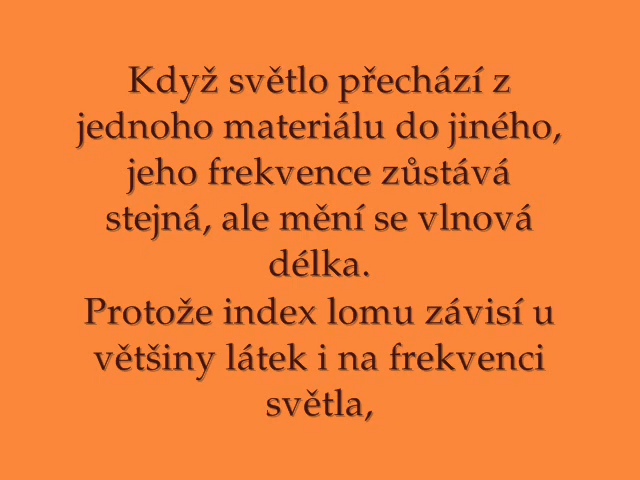 Když světlo přechází z
jednoho materiálu do jiného,
jeho frekvence zůstává
stejná, ale mění se vlnová
délka.
Protože index lomu závisí u
většiny látek i na frekvenci
světla,